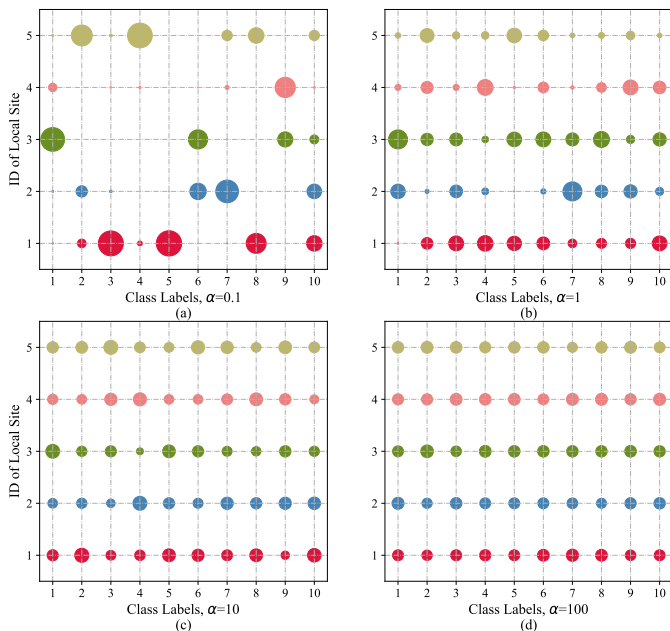 ID of Local Site
5
4
3
2
1
1 2 3 4 5 6 7 8 9 10
Class Labels, α=0.1
(a)
5
4
3
2
1
1 2 3 4 5 6 7 8 9 10
Class Labels, α=1
(b)
ID of Local Site
5
4
3
2
1
1 2 3 4 5 6 7 8 9 10
Class Labels, α=10
(c)
5
4
3
2
1
1 2 3 4 5 6 7 8 9 10
Class Labels, α=100
(d)